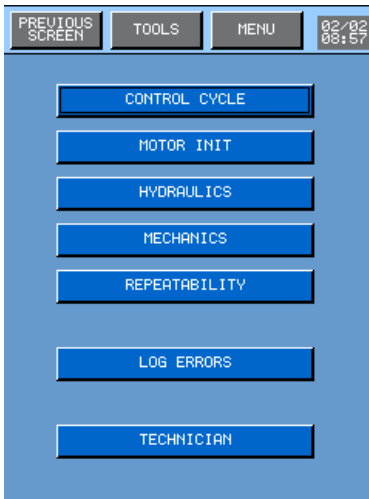 PREVIOUS SCREEN
TOOLS
MENU
02/02
08:57
CONTROL CYCLE
MOTOR INIT
HYDRAULICS
MECHANICS
REPEATABILITY
LOG ERRORS
TECHNICIAN